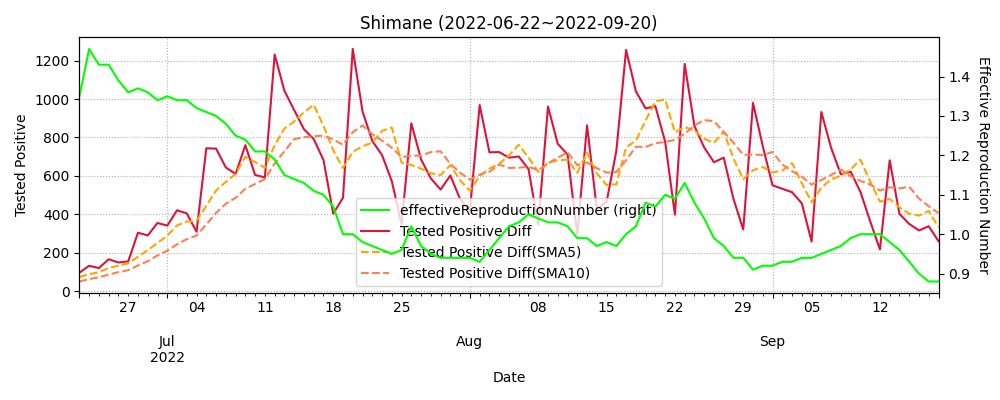 Shimane (2022-06-22~2022-09-20)
Tested Positive
1200
1000
800
600
400
200
0
Effective Reproduction Number
1.4
1.3
1.2
1.1
1.0
0.9
effectiveReproductionNumber (right)
Tested Positive Diff
Tested Positive Diff(SMA5)
Tested Positive Diff(SMA10)
27 04 11 18 25 08 15 22 29 05 12
Jul Aug Sep
2022
Date